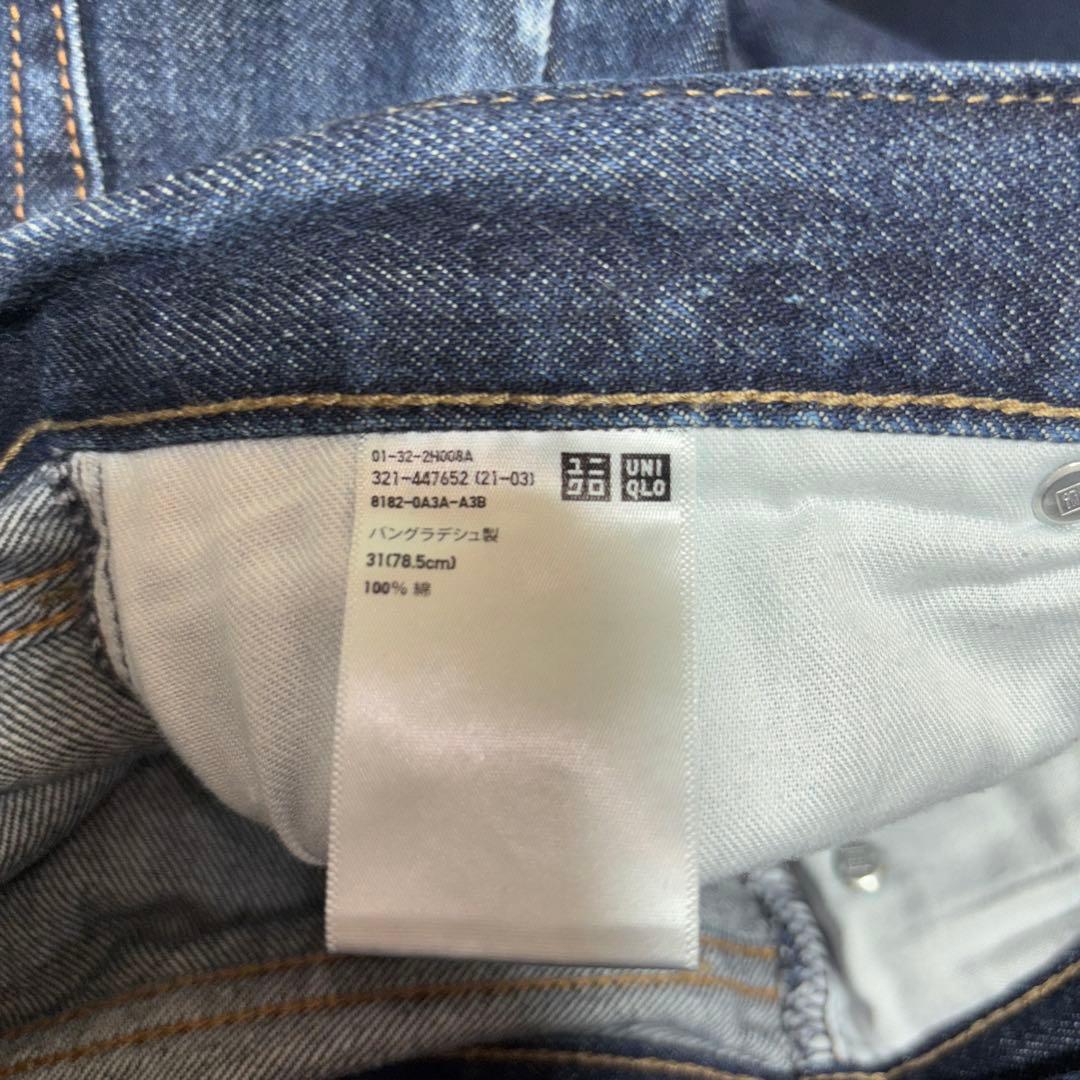 01-32-2H008A
321-447652 (21-03)
8182-0A3A-A3B
バングラデシュ製
31(78.5cm)
100% 綿
ユニ
クロ
UNI
QLO